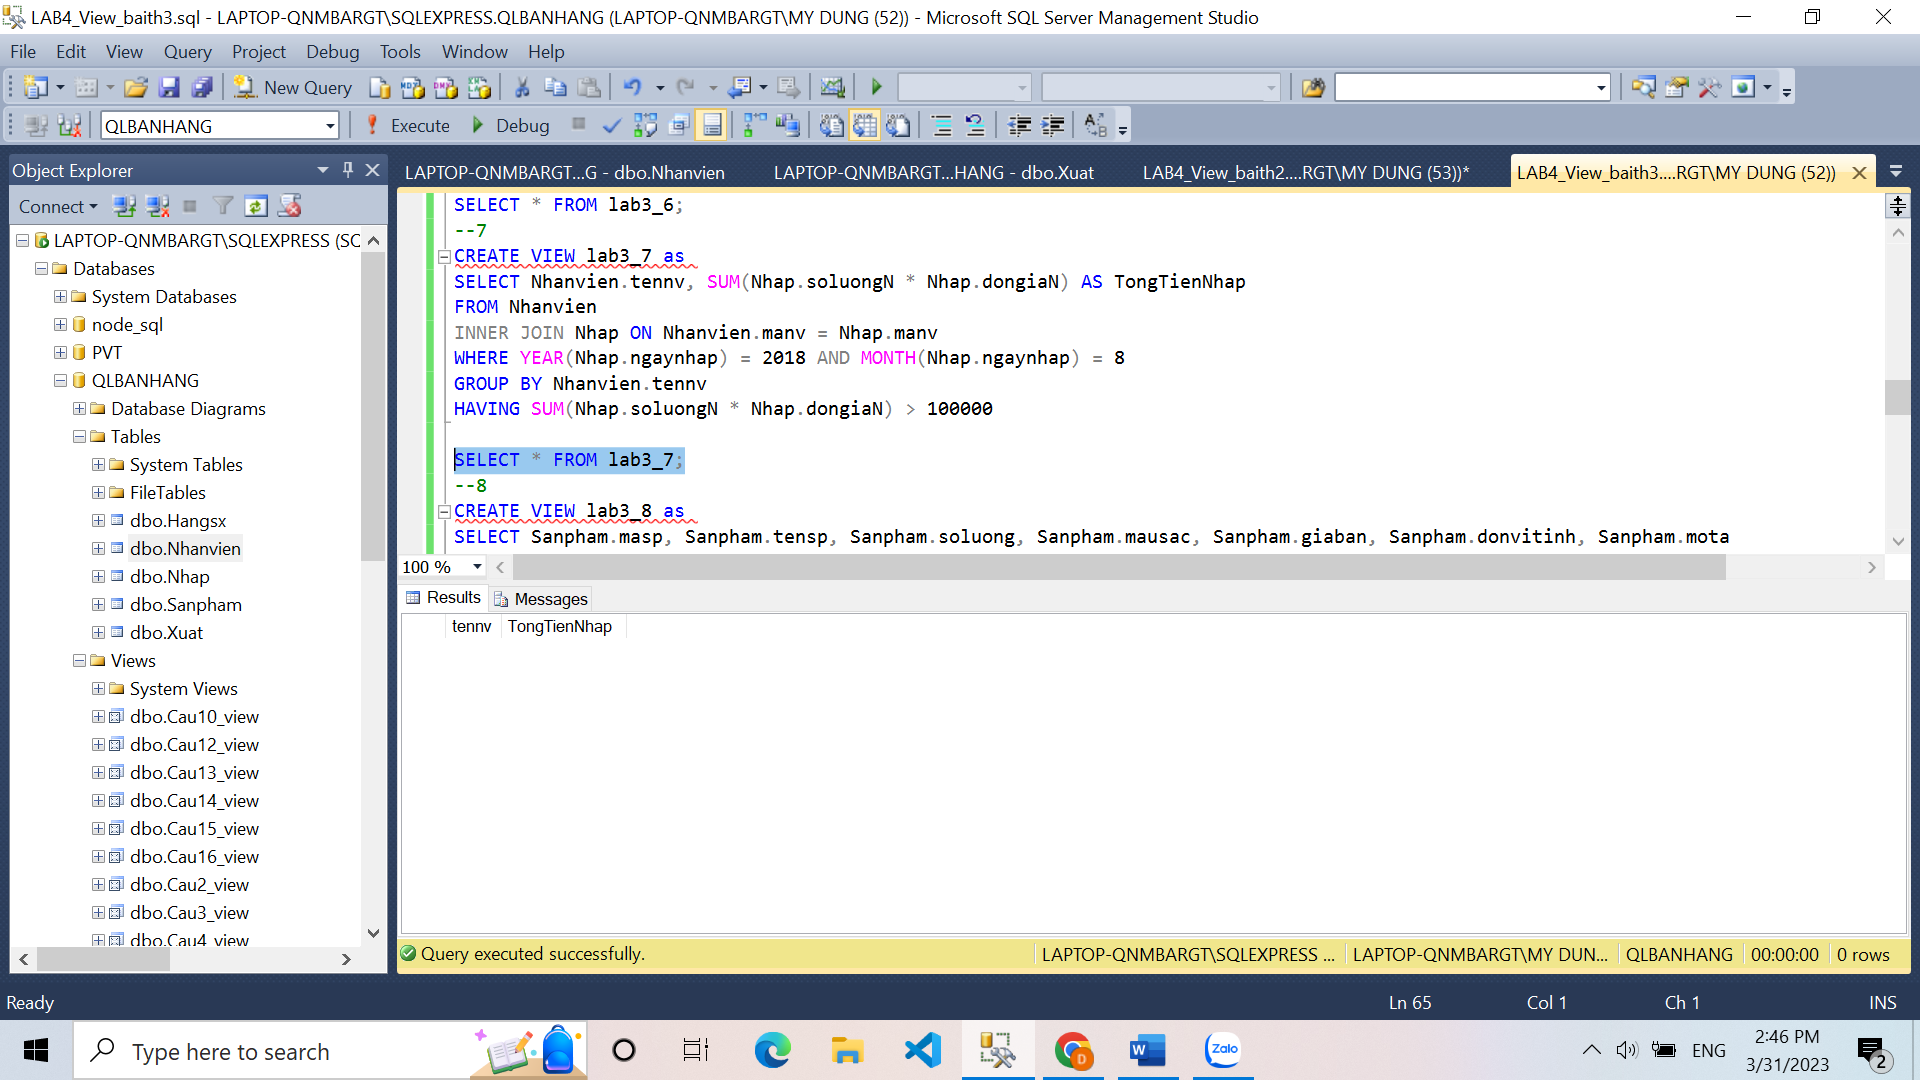 LAB4_View_baith3.sql - LAPTOP-QNMBARGT\SQLEXPRESS.QLBANHANG (LAPTOP-QNMBARGT\MY DUNG (52)) - Microsoft SQL Server Management Studio
File Edit View Query Project Debug Tools Window Help
New Query
QLBANHANG Execute Debug
Object Explorer
Connect
LAPTOP-QNMBARGT\SQLEXPRESS (SC
Databases
System Databases
node_sql
PVT
QLBANHANG
Database Diagrams
Tables
System Tables
FileTables
dbo.Hangsx
dbo.Nhanvien
dbo.Nhap
dbo.Sanpham
dbo.Xuat
Views
System Views
dbo.Cau10_view
dbo.Cau12_view
dbo.Cau13_view
dbo.Cau14_view
dbo.Cau15_view
dbo.Cau16_view
dbo.Cau2_view
dbo.Cau3_view
dbo.Cau4_view
LAPTOP-QNMBARGT...G - dbo.Nhanvien LAPTOP-QNMBARGT...HANG - dbo.Xuat LAB4_View_baith2....RGT\MY DUNG (53))* LAB4_View_baith3....RGT\MY DUNG (52))
SELECT * FROM lab3_6;
--7
CREATE VIEW lab3_7 as
SELECT Nhanvien.tennv, SUM(Nhap.soluongN * Nhap.dongiaN) AS TongTienNhap
FROM Nhanvien
INNER JOIN Nhap ON Nhanvien.manv = Nhap.manv
WHERE YEAR(Nhap.ngaynhap) = 2018 AND MONTH(Nhap.ngaynhap) = 8
GROUP BY Nhanvien.tennv
HAVING SUM(Nhap.soluongN * Nhap.dongiaN) > 100000
SELECT * FROM lab3_7;
--8
CREATE VIEW lab3_8 as
SELECT Sanpham.masp, Sanpham.tensp, Sanpham.soluong, Sanpham.mausac, Sanpham.giaban, Sanpham.donvitinh, Sanpham.mota
100 %
Results Messages
tennv TongTienNhap
Query executed successfully. LAPTOP-QNMBARGT\SQLEXPRESS ... LAPTOP-QNMBARGT\MY DUN... QLBANHANG 00:00:00 0 rows
Ready Ln 65 Col 1 Ch 1 INS
Type here to search
Zalo
ENG
2:46 PM
3/31/2023
2